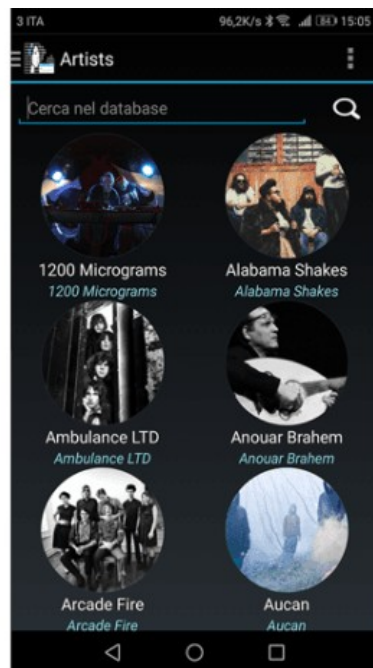 3 ITA 96,2K/s 84 15:05
Artists
Cerca nel database
1200 Micrograms Alabama Shakes
1200 Micrograms Alabama Shakes
Ambulance LTD Anouar Brahem
Ambulance LTD Anouar Brahem
Arcade Fire Aucan
Arcade Fire Aucan